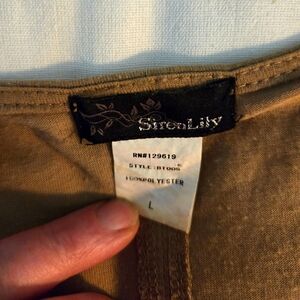 SirenLily
RN#129619
STYLE:BT006
100%POLYESTER
L